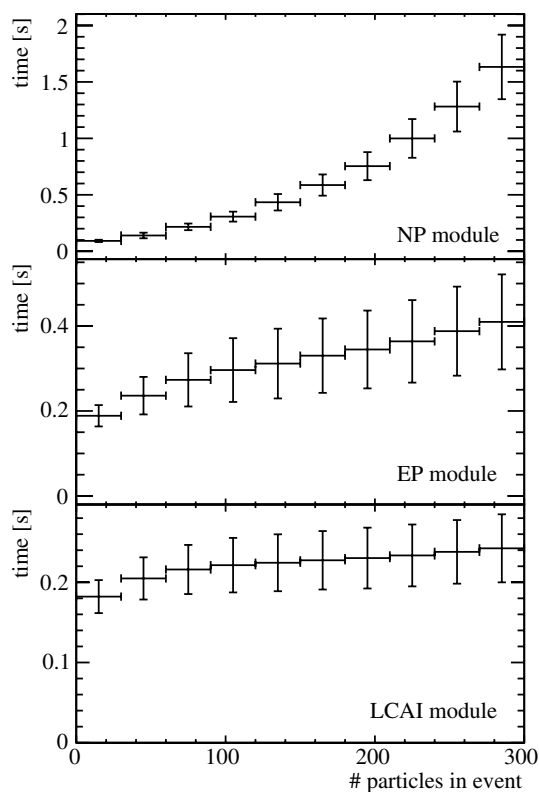 2
time [s]
1.5
1
0.5
0
NP module
time [s]
0.4
0.2
0
EP module
time [s]
0.2
0.1
0
LCAI module
0 100 200 300
# particles in event